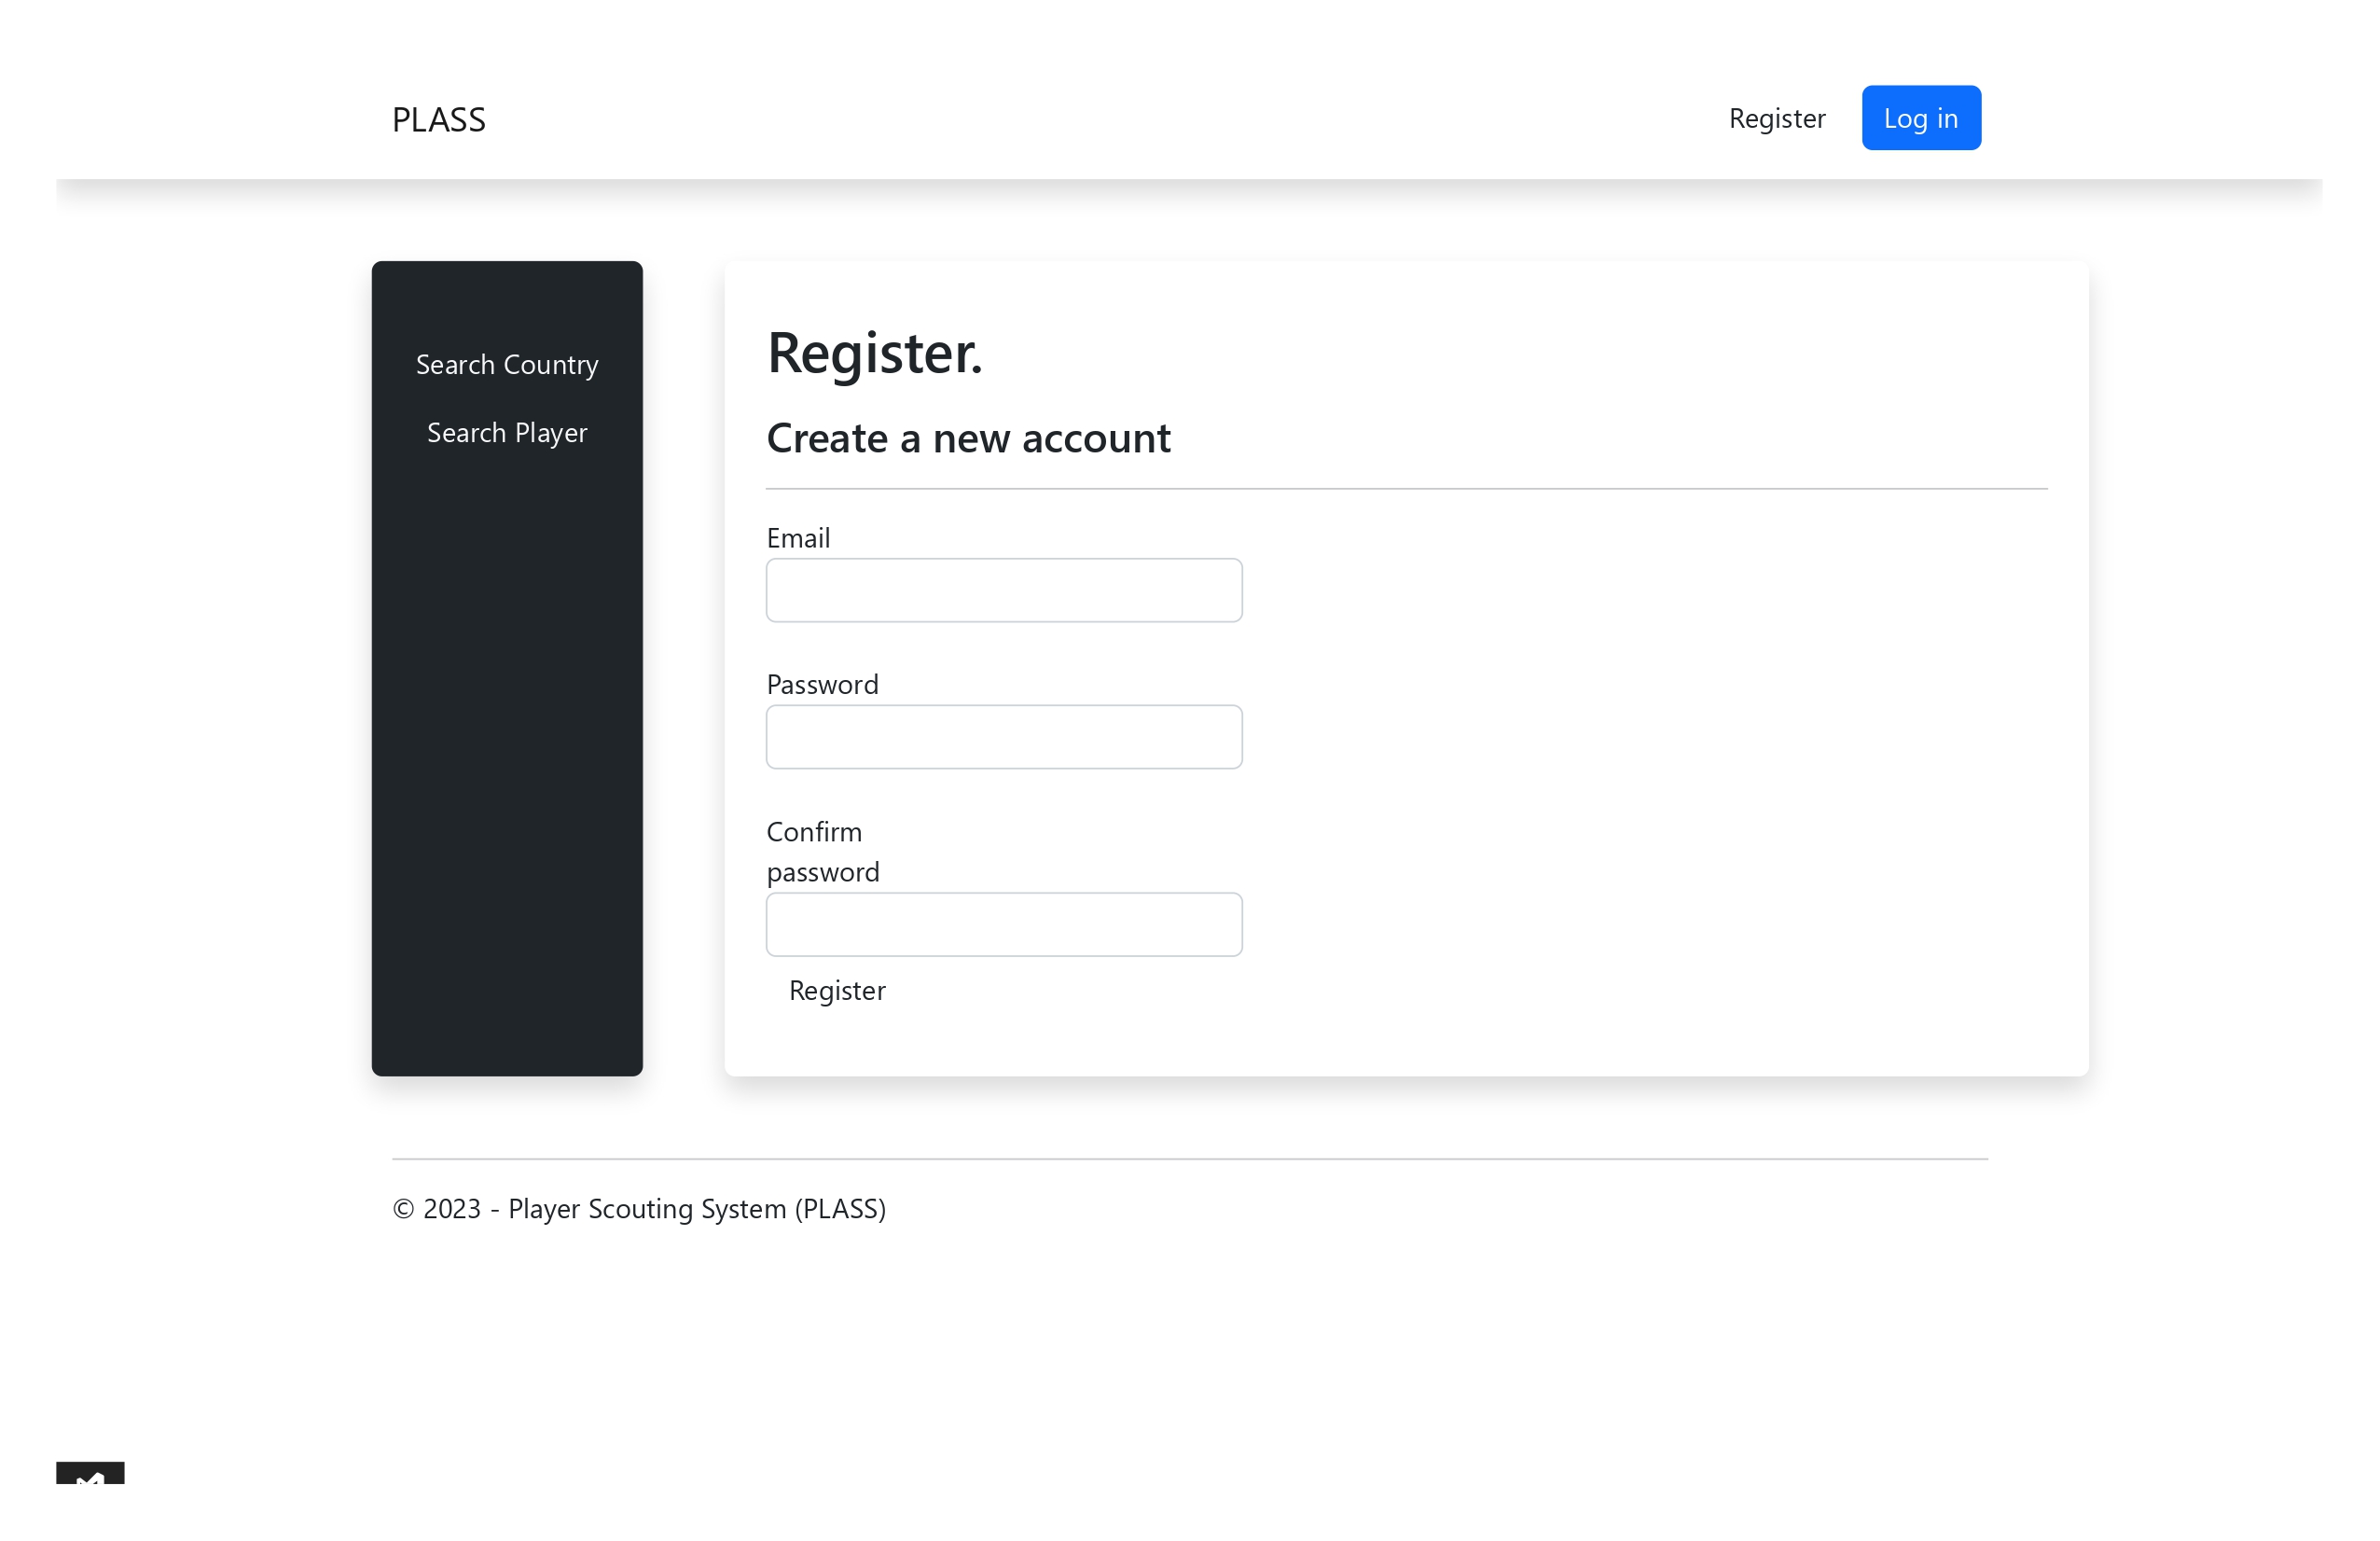 PLASS
Register
Log in
Search Country
Search Player
Register.
Create a new account
Email
Password
Confirm
password
Register
© 2023 - Player Scouting System (PLASS)